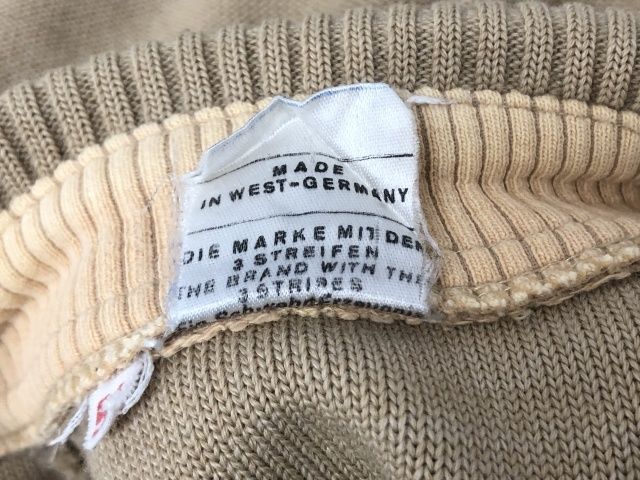 MADE
IN WEST-GERMANY
DIE MARKE MIT DEN
3 STREIFEN
THE BRAND WITH THE
3 STRIPES